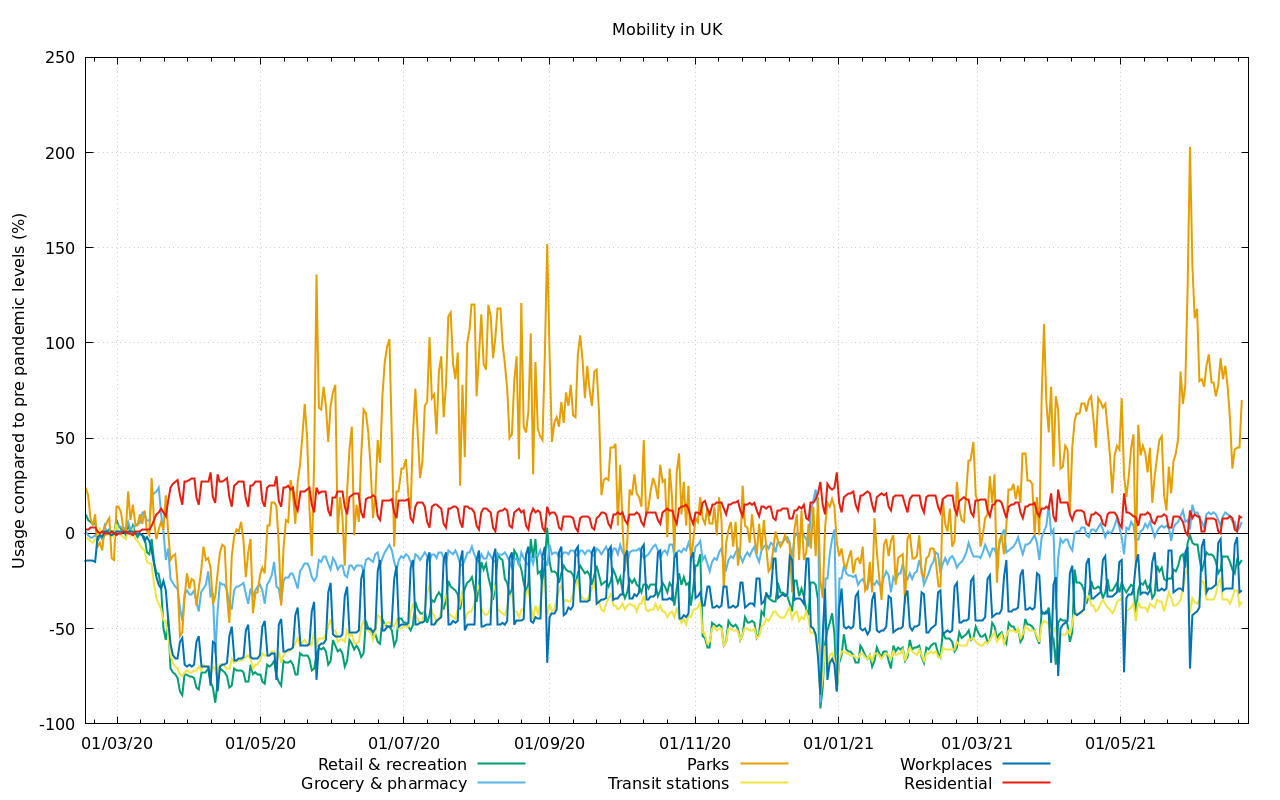 Mobility in UK
250
200
150
100
50
0
-50
-100
Usage compared to pre pandemic levels (%)
01/03/20 01/05/20 01/07/20 01/09/20 01/11/20 01/01/21 01/03/21 01/05/21
Retail & recreation Parks Workplaces
Grocery & pharmacy Transit stations Residential